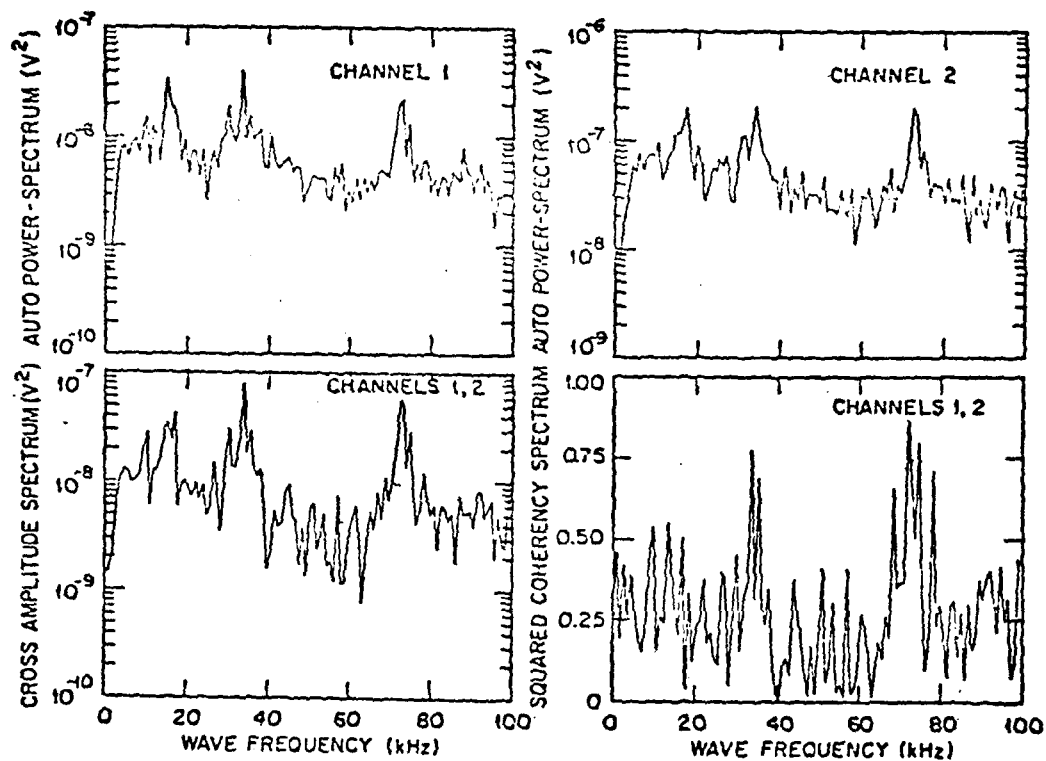 AUTO POWER-SPECTRUM (V²)
10⁻⁸
10⁻⁹
10⁻¹⁰
CHANNEL 1
AUTO POWER-SPECTRUM (V²)
10⁻⁶
10⁻⁷
10⁻⁸
10⁻⁹
CHANNEL 2
CROSS AMPLITUDE SPECTRUM (V²)
10⁻⁷
10⁻⁸
10⁻⁹
10⁻¹⁰
CHANNELS 1, 2
0 20 40 60 80 100
WAVE FREQUENCY (kHz)
SQUARED COHERENCY SPECTRUM
1.00
0.75
0.50
0.25
0
CHANNELS 1, 2
0 20 40 60 80 100
WAVE FREQUENCY (kHz)